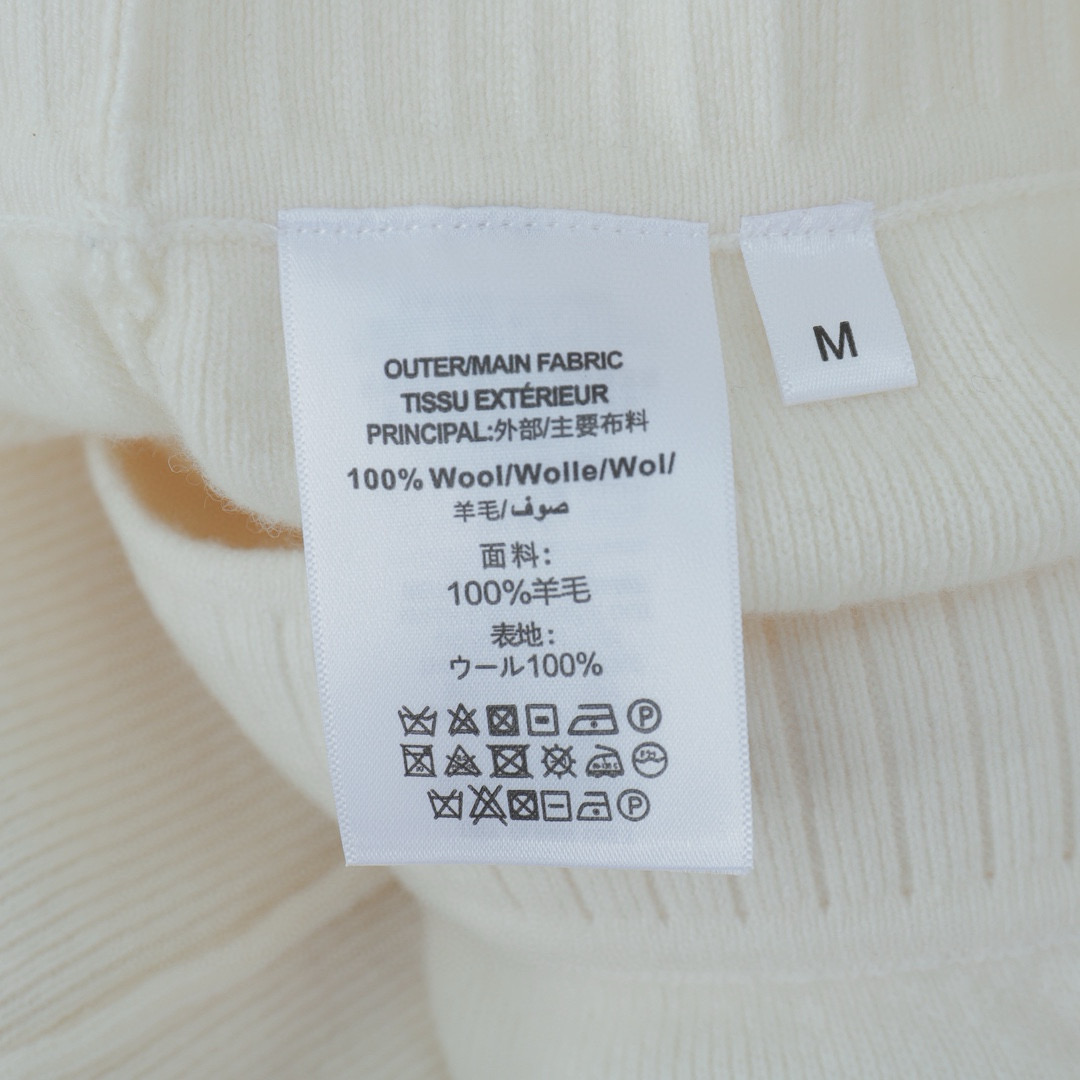 OUTER/MAIN FABRIC
TISSU EXTÉRIEUR
PRINCIPAL:外部/主要布料
100% Wool/Wolle/Wol/
羊毛/صوف
面料:
100%羊毛
表地:
ウール100%
P
P
M